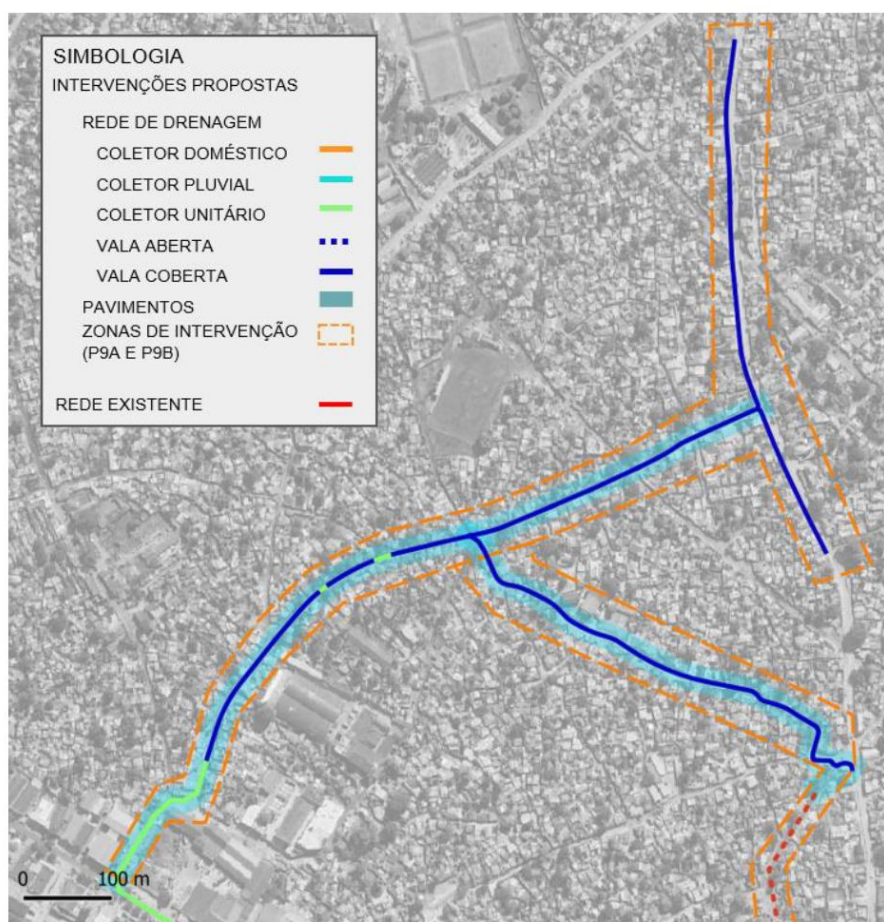 SIMBOLOGIA
INTERVENÇÕES PROPOSTAS
REDE DE DRENAGEM
COLETOR DOMÉSTICO
COLETOR PLUVIAL
COLETOR UNITÁRIO
VALA ABERTA
VALA COBERTA
PAVIMENTOS
ZONAS DE INTERVENÇÃO
(P9A E P9B)
REDE EXISTENTE
0 100 m